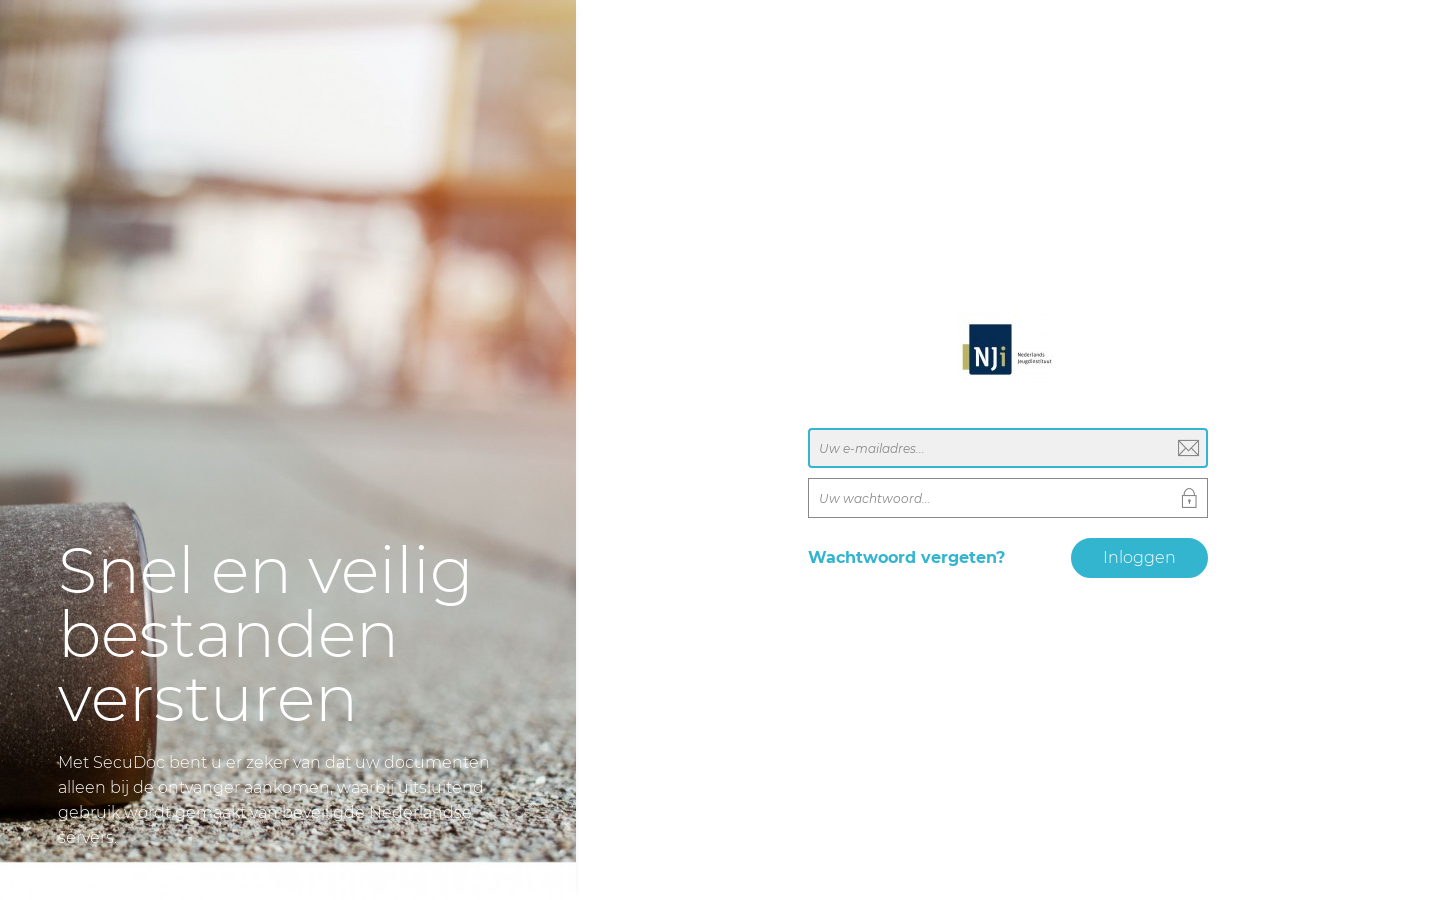 Snel en veilig
bestanden
versturen
Met SecuDoc bent u er zeker van dat uw documenten
alleen bij de ontvanger aankomen, waarbij uitsluitend
gebruik wordt gemaakt van beveiligde Nederlandse
servers.
NJi
Nederlands
Jeugdinstituut
Uw e-mailadres...
Uw wachtwoord...
Wachtwoord vergeten?
Inloggen